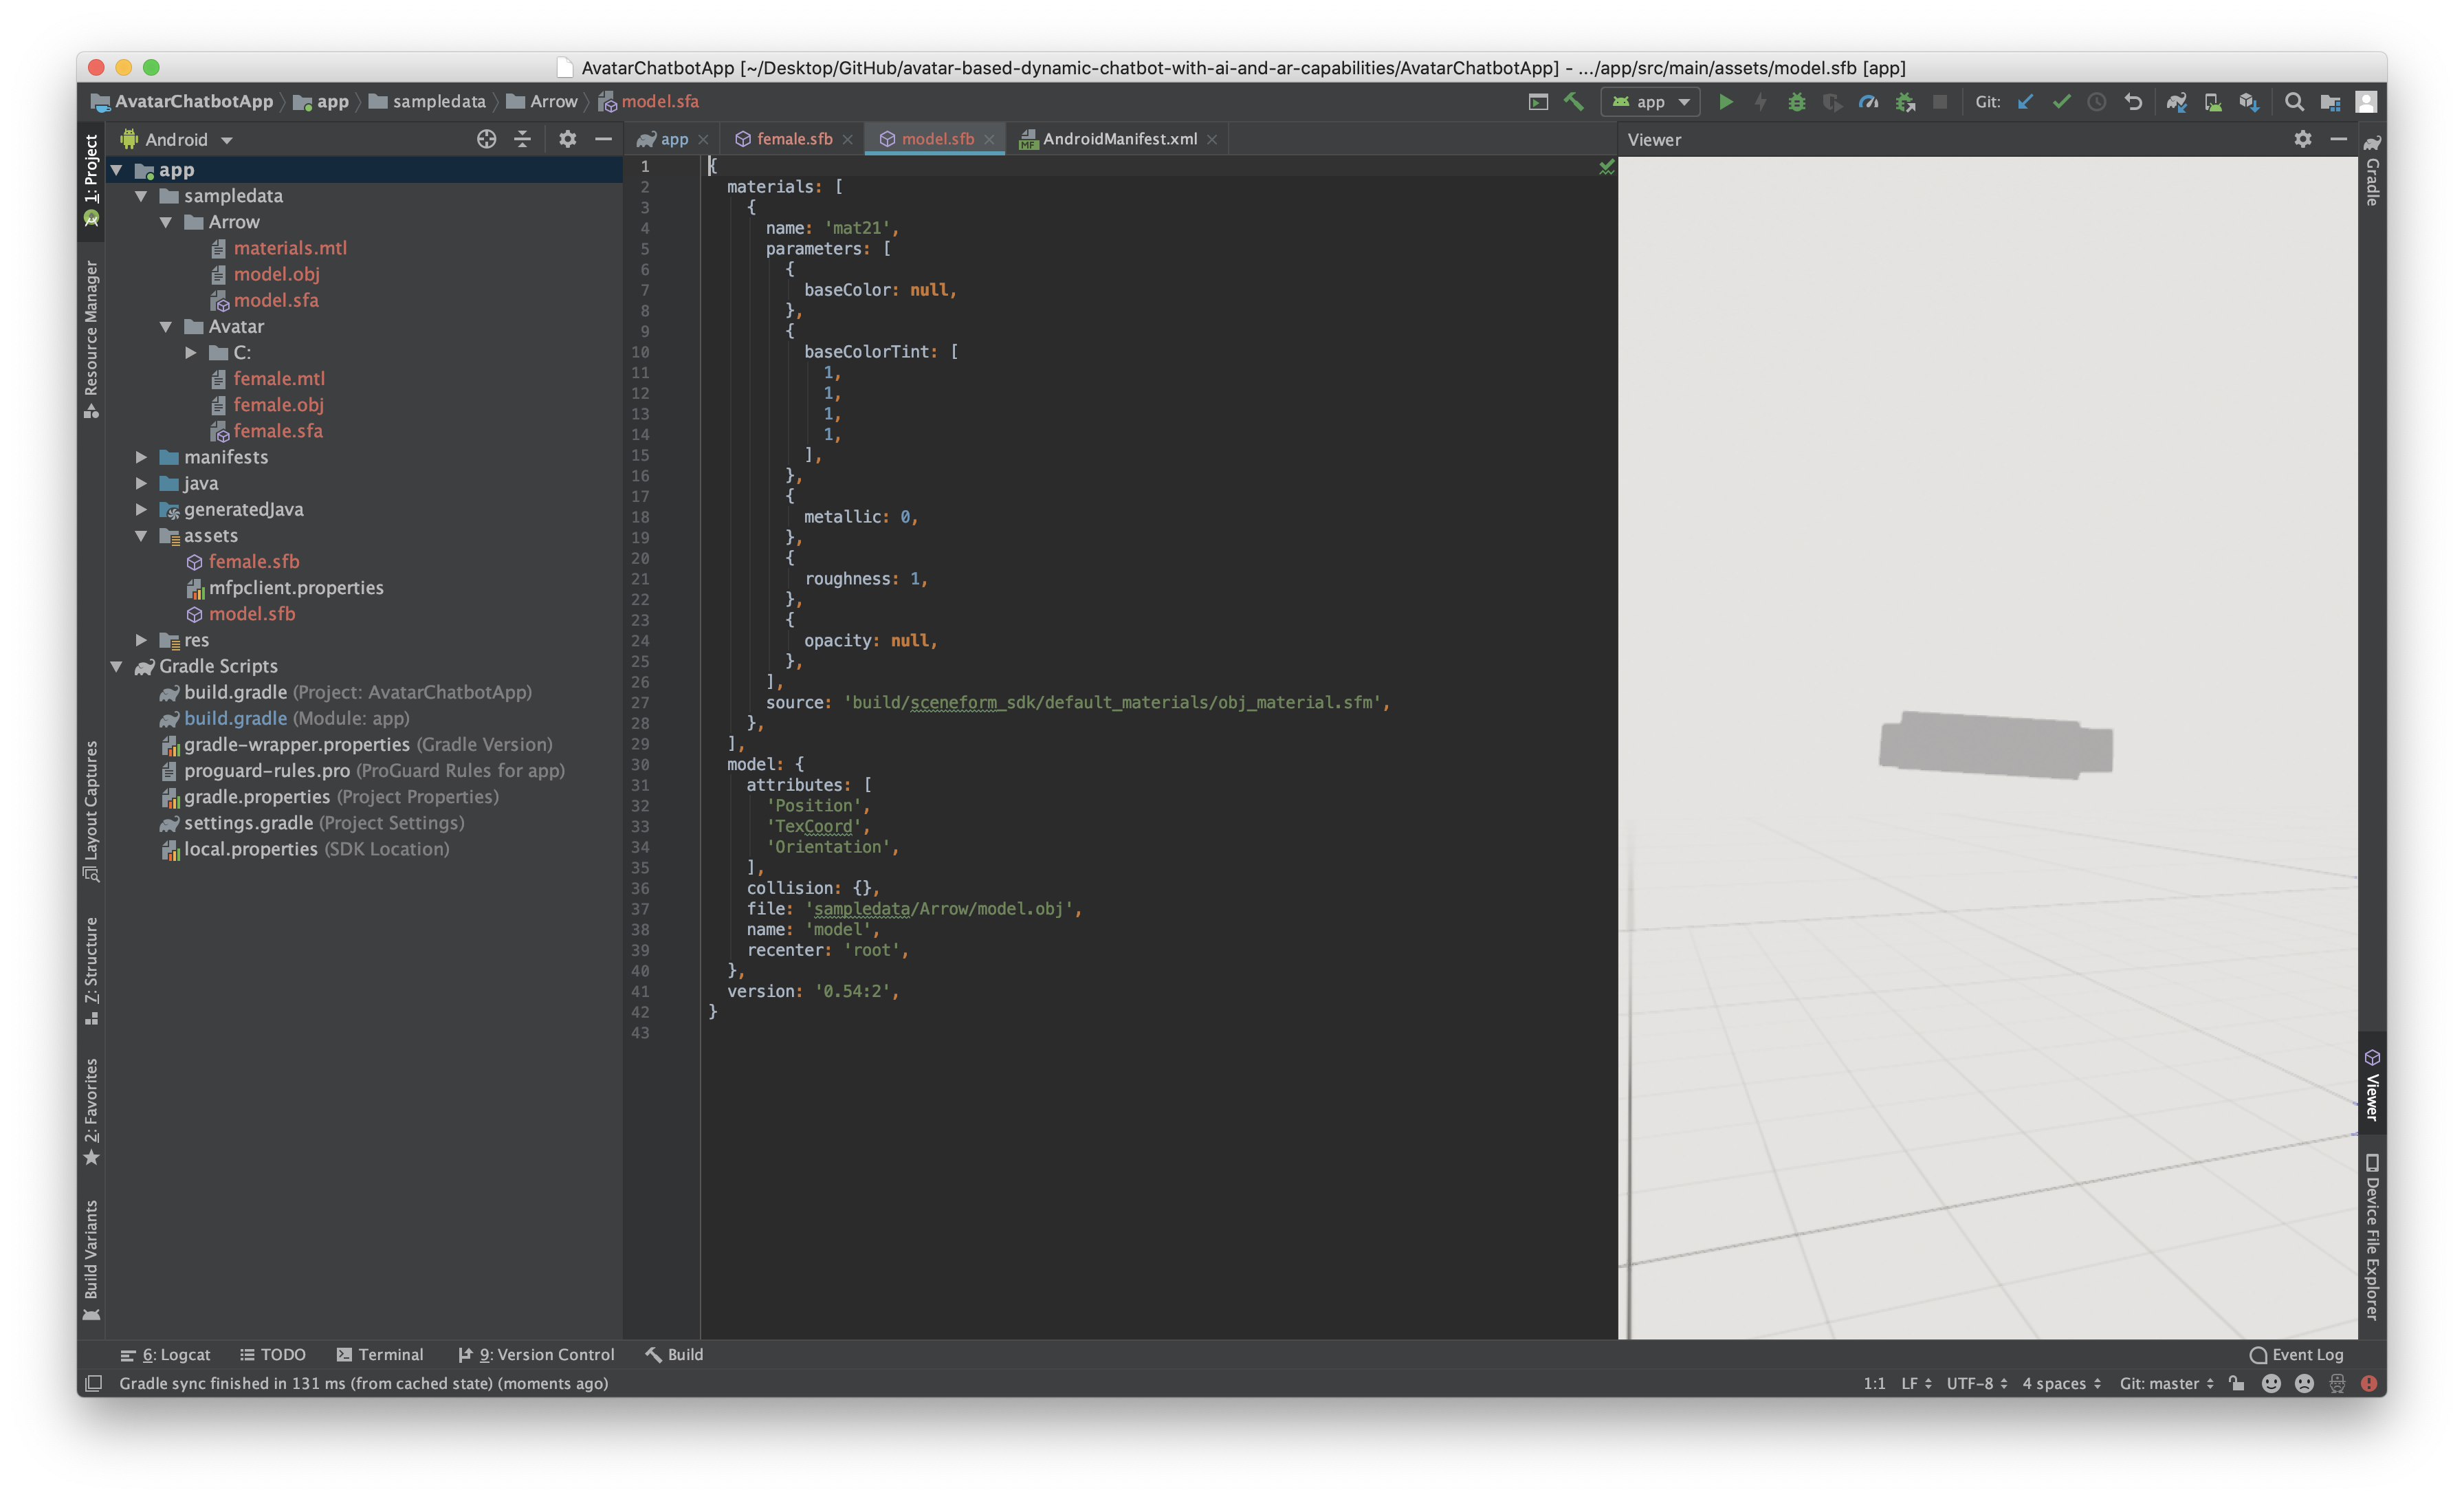 AvatarChatbotApp [~/Desktop/GitHub/avatar-based-dynamic-chatbot-with-ai-and-ar-capabilities/AvatarChatbotApp] - .../app/src/main/assets/model.sfb [app]
AvatarChatbotApp app sampledata Arrow model.sfa app Git:
1: Project
Resource Manager
Layout Captures
7: Structure
2: Favorites
Build Variants
Android
app
sampledata
Arrow
materials.mtl
model.obj
model.sfa
Avatar
C:
female.mtl
female.obj
female.sfa
manifests
java
generatedJava
assets
female.sfb
mfpclient.properties
model.sfb
res
Gradle Scripts
build.gradle (Project: AvatarChatbotApp)
build.gradle (Module: app)
gradle-wrapper.properties (Gradle Version)
proguard-rules.pro (ProGuard Rules for app)
gradle.properties (Project Properties)
settings.gradle (Project Settings)
local.properties (SDK Location)
app female.sfb model.sfb AndroidManifest.xml
MF
1 {
2 materials: [
3 {
4 name: 'mat21',
5 parameters: [
6 {
7 baseColor: null,
8 },
9 {
10 baseColorTint: [
11 1,
12 1,
13 1,
14 1,
15 ],
16 },
17 {
18 metallic: 0,
19 },
20 {
21 roughness: 1,
22 },
23 {
24 opacity: null,
25 },
26 ],
27 source: 'build/sceneform_sdk/default_materials/obj_material.sfm',
28 },
29 ],
30 model: {
31 attributes: [
32 'Position',
33 'TexCoord',
34 'Orientation',
35 ],
36 collision: {},
37 file: 'sampledata/Arrow/model.obj',
38 name: 'model',
39 recenter: 'root',
40 },
41 version: '0.54:2',
42 }
43
Viewer
Gradle
Viewer
Device File Explorer
6: Logcat TODO Terminal 9: Version Control Build Event Log
Gradle sync finished in 131 ms (from cached state) (moments ago) 1:1 LF UTF-8 4 spaces Git: master